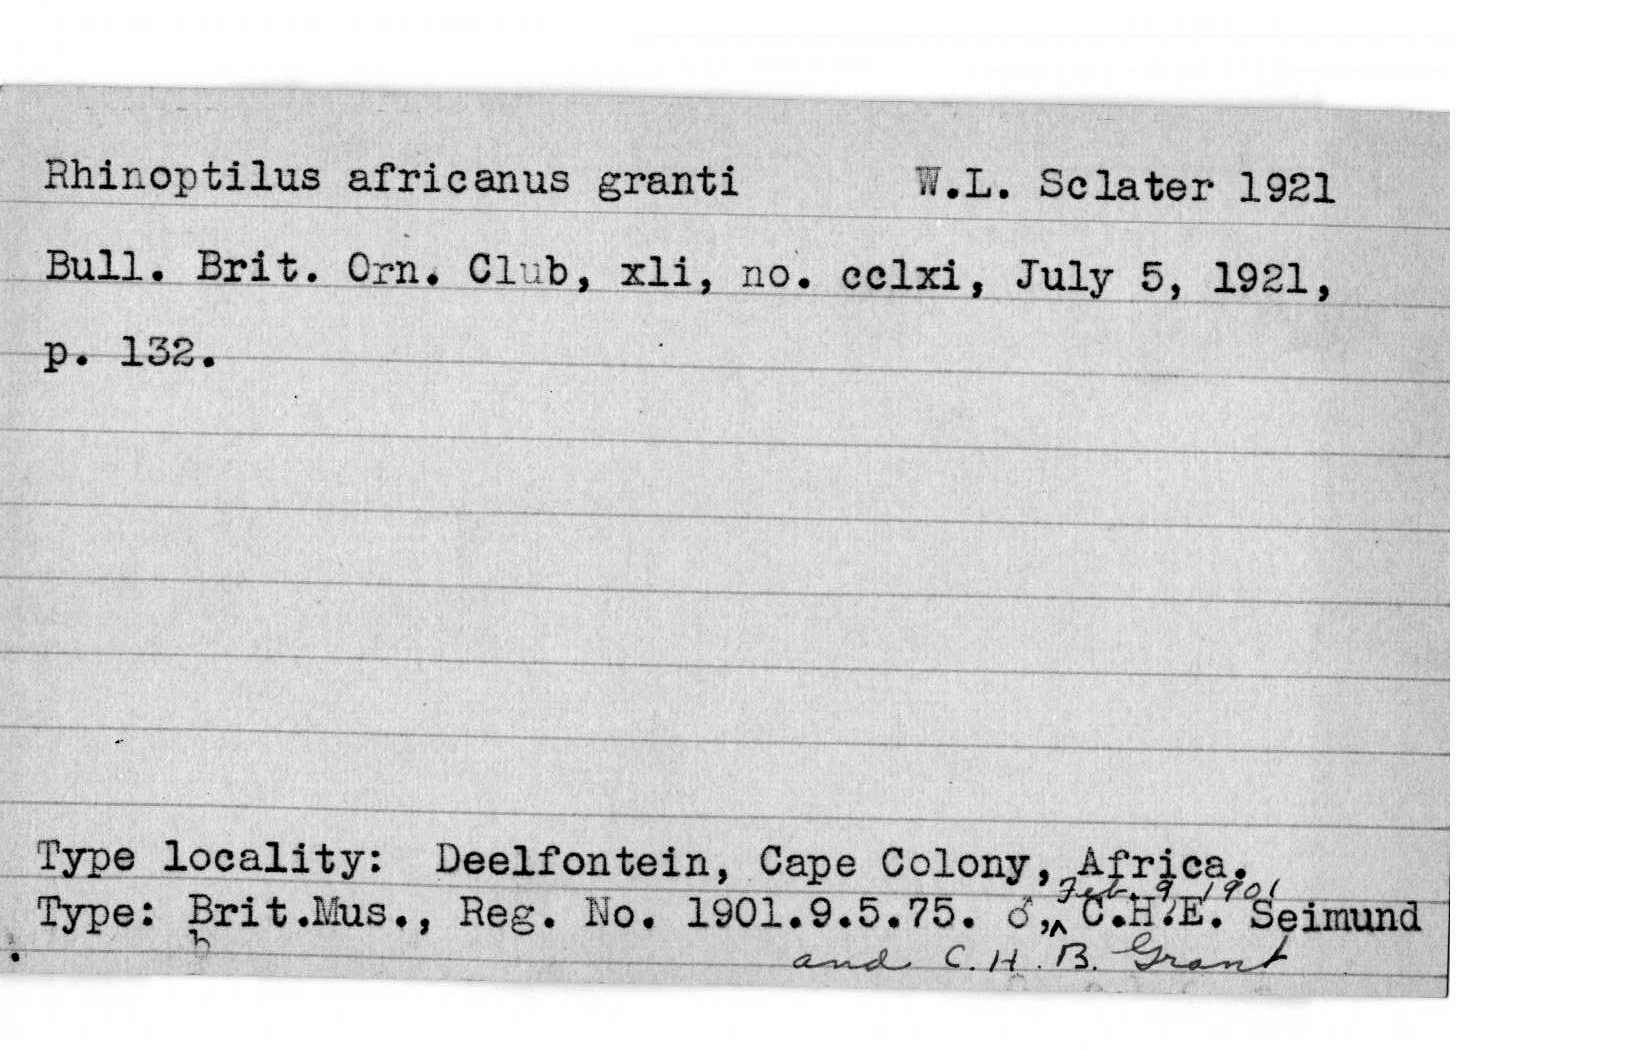 Rhinoptilus africanus granti W.L. Sclater 1921
Bull. Brit. Orn. Club, xli, no. cclxi, July 5, 1921,
p. 132.
Type locality: Deelfontein, Cape Colony, Africa.
Feb. 9, 1901
Type: Brit.Mus., Reg. No. 1901.9.5.75. ♂,^ C.H.E. Seimund
and C. H. B. Grant